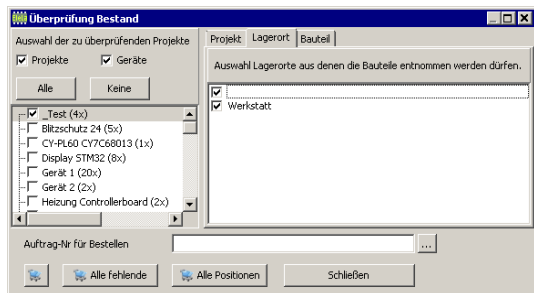 Überprüfung Bestand
Auswahl der zu überprüfenden Projekte
Projekte
Geräte
Alle
Keine
_Test (4x)
Blitzschutz 24 (5x)
CY-PL60 CY7C68013 (1x)
Display STM32 (8x)
Gerät 1 (20x)
Gerät 2 (2x)
Heizung Controllerboard (2x)
Projekt
Lagerort
Bauteil
Auswahl Lagerorte aus denen die Bauteile entnommen werden dürfen.
Werkstatt
Auftrag-Nr für Bestellen
...
Alle fehlende
Alle Positionen
Schließen